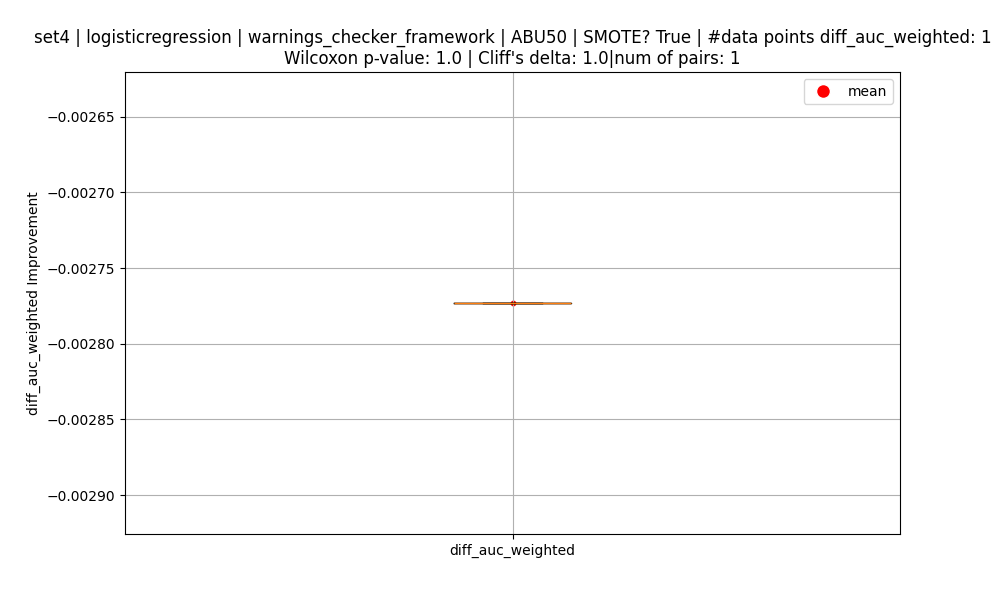 set4 | logisticregression | warnings_checker_framework | ABU50 | SMOTE? True | #data points diff_auc_weighted: 1
Wilcoxon p-value: 1.0 | Cliff's delta: 1.0|num of pairs: 1
mean
−0.00265
−0.00270
−0.00275
−0.00280
−0.00285
−0.00290
diff_auc_weighted Improvement
diff_auc_weighted